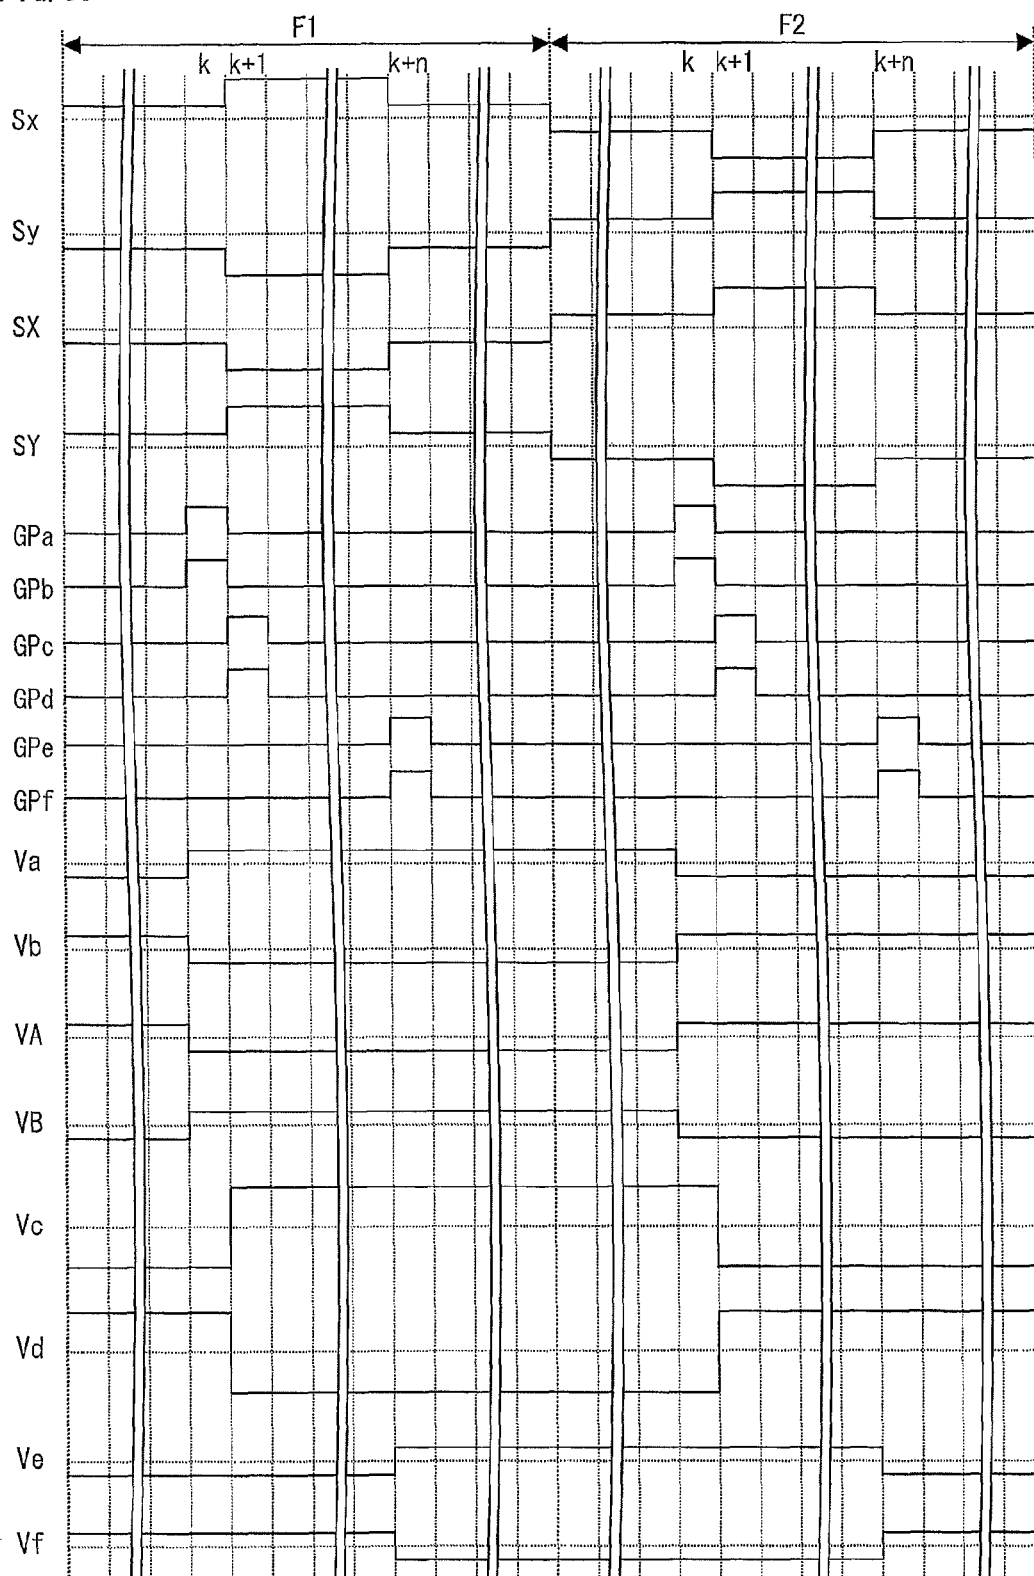 F1 F2
k k+1 k+n k k+1 k+n
Sx
Sy
SX
SY
GPa
GPb
GPc
GPd
GPe
GPf
Va
Vb
VA
VB
Vc
Vd
Ve
Vf